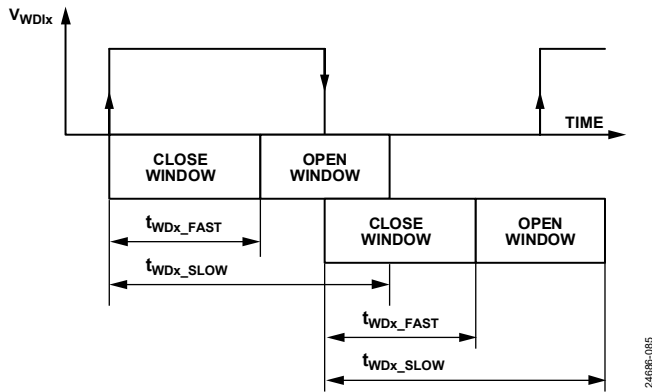 VWDIx
TIME
CLOSE
WINDOW
OPEN
WINDOW
CLOSE
WINDOW
OPEN
WINDOW
tWDx_FAST
tWDx_SLOW
tWDx_FAST
tWDx_SLOW
24686-085